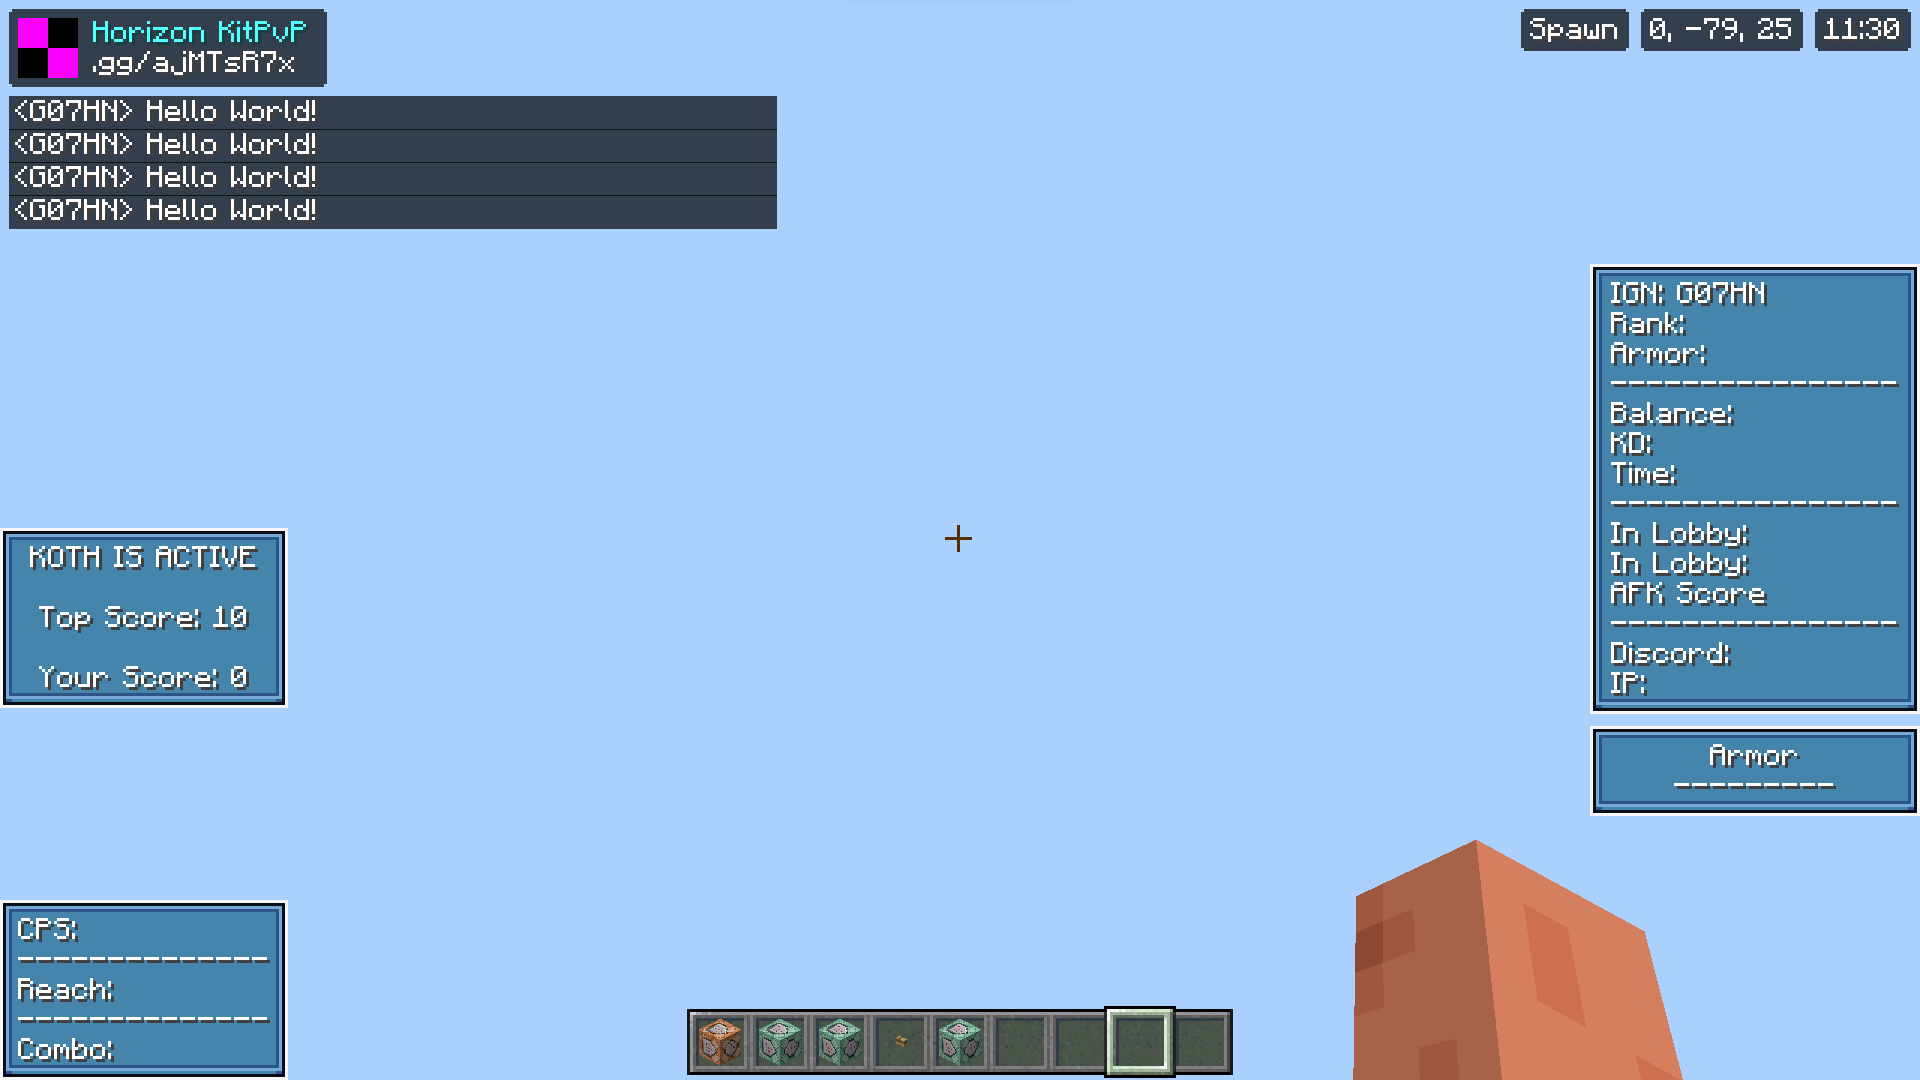 Horizon KitPvP
.gg/ajMTsR7x
Spawn
0, -79, 25
11:30
<G07HN> Hello World!
<G07HN> Hello World!
<G07HN> Hello World!
<G07HN> Hello World!
IGN: G07HN
Rank:
Armor:
----------------
Balance:
KD:
Time:
----------------
In Lobby:
In Lobby:
AFK Score
----------------
Discord:
IP:
KOTH IS ACTIVE
Top Score: 10
Your Score: 0
Armor
---------
CPS:
--------------
Reach:
--------------
Combo: